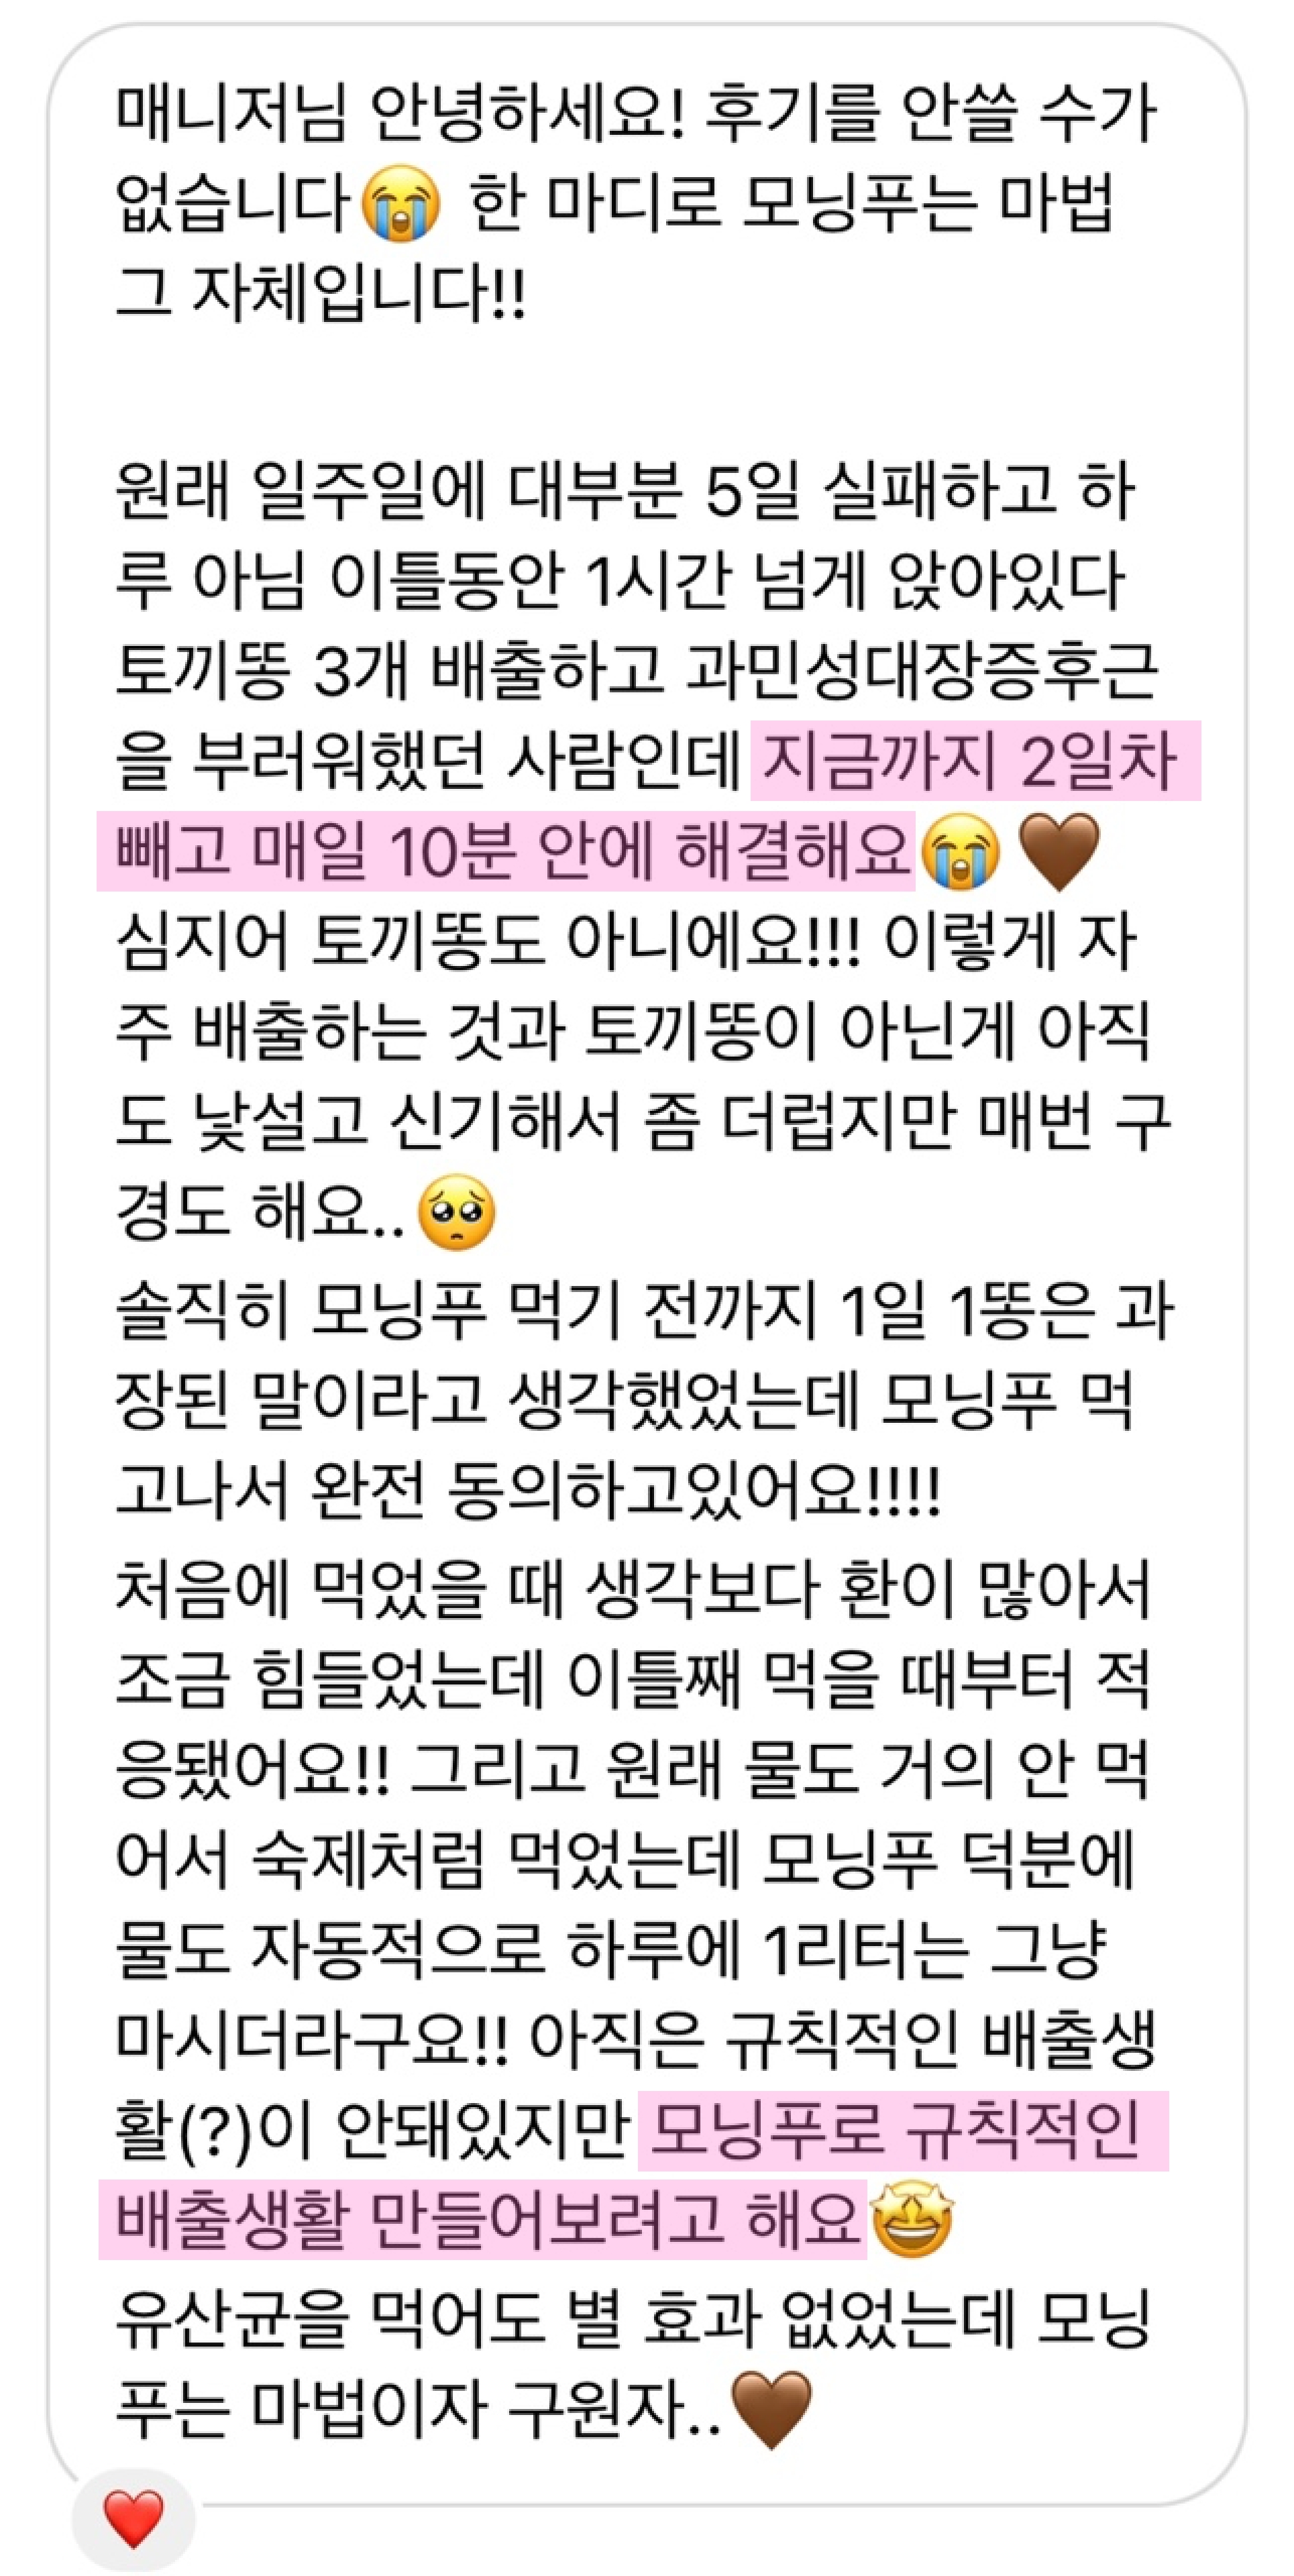 매니저님 안녕하세요! 후기를 안쓸 수가
없습니다😭 한 마디로 모닝푸는 마법
그 자체입니다!!
원래 일주일에 대부분 5일 실패하고 하
루 아님 이틀동안 1시간 넘게 앉아있다
토끼똥 3개 배출하고 과민성대장증후근
을 부러워했던 사람인데 지금까지 2일차
빼고 매일 10분 안에 해결해요😭🤎
심지어 토끼똥도 아니에요!!! 이렇게 자
주 배출하는 것과 토끼똥이 아닌게 아직
도 낯설고 신기해서 좀 더럽지만 매번 구
경도 해요..🥺
솔직히 모닝푸 먹기 전까지 1일 1똥은 과
장된 말이라고 생각했었는데 모닝푸 먹
고나서 완전 동의하고있어요!!!!
처음에 먹었을 때 생각보다 환이 많아서
조금 힘들었는데 이틀째 먹을 때부터 적
응됐어요!! 그리고 원래 물도 거의 안 먹
어서 숙제처럼 먹었는데 모닝푸 덕분에
물도 자동적으로 하루에 1리터는 그냥
마시더라구요!! 아직은 규칙적인 배출생
활(?)이 안돼있지만 모닝푸로 규칙적인
배출생활 만들어보려고 해요🤩
유산균을 먹어도 별 효과 없었는데 모닝
푸는 마법이자 구원자..🤎
❤️